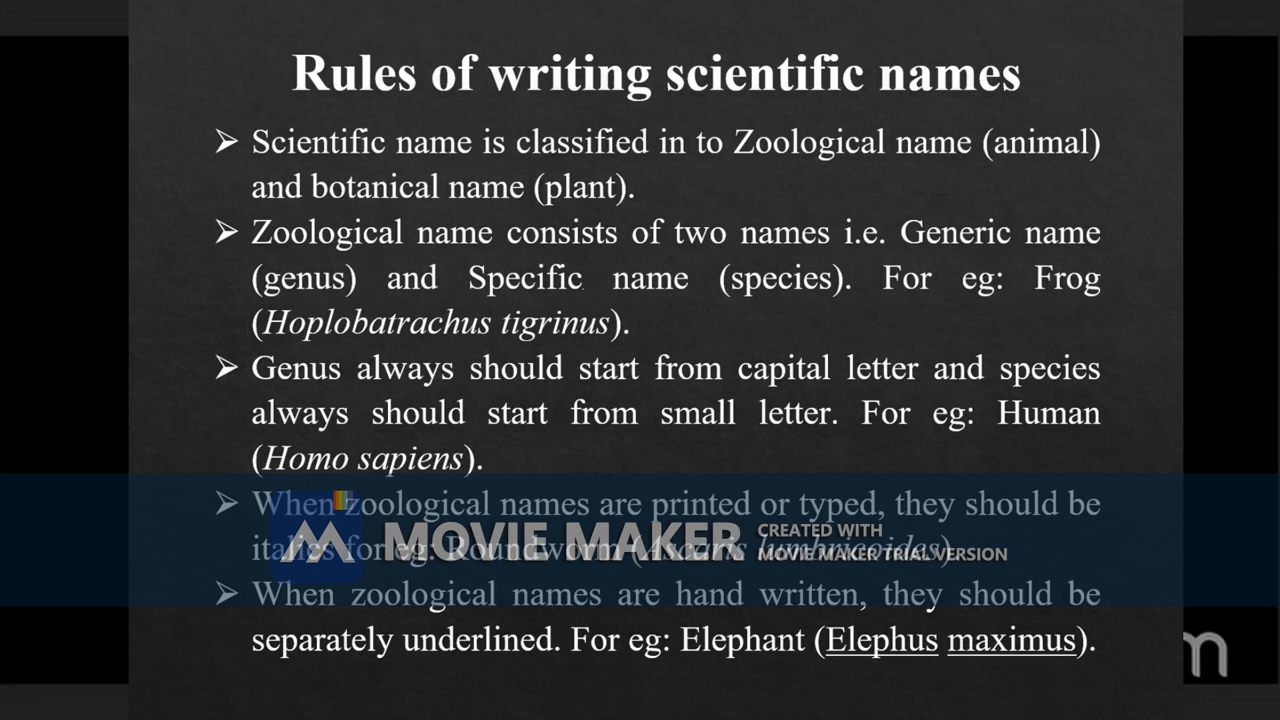 Rules of writing scientific names
➢ Scientific name is classified in to Zoological name (animal)
and botanical name (plant).
➢ Zoological name consists of two names i.e. Generic name
(genus) and Specific name (species). For eg: Frog
(Hoplobatrachus tigrinus).
➢ Genus always should start from capital letter and species
always should start from small letter. For eg: Human
(Homo sapiens).
➢ When zoological names are printed or typed, they should be
italics for eg: Roundworm (Ascaris lumbricoides)
MOVIE MAKER
CREATED WITH
MOVIE MAKER TRIAL VERSION
➢ When zoological names are hand written, they should be
separately underlined. For eg: Elephant (Elephus maximus).
m